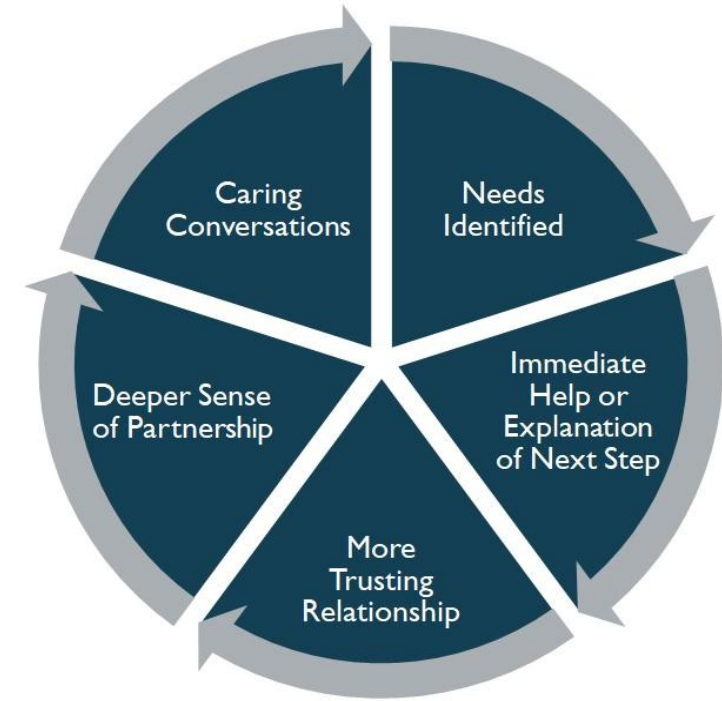 Caring
Conversations
Needs
Identified
Immediate
Help or
Explanation
of Next Step
More
Trusting
Relationship
Deeper Sense
of Partnership